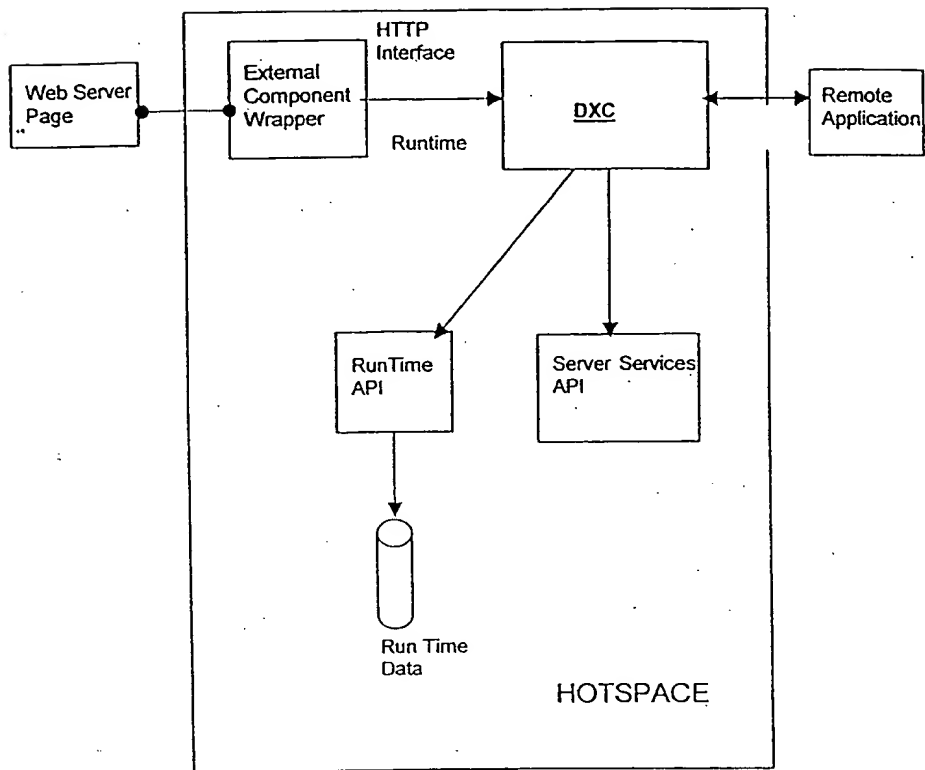 HTTP
Interface
Web Server
Page
External
Component
Wrapper
DXC
Remote
Application
Runtime
RunTime
API
Server Services
API
Run Time
Data
HOTSPACE